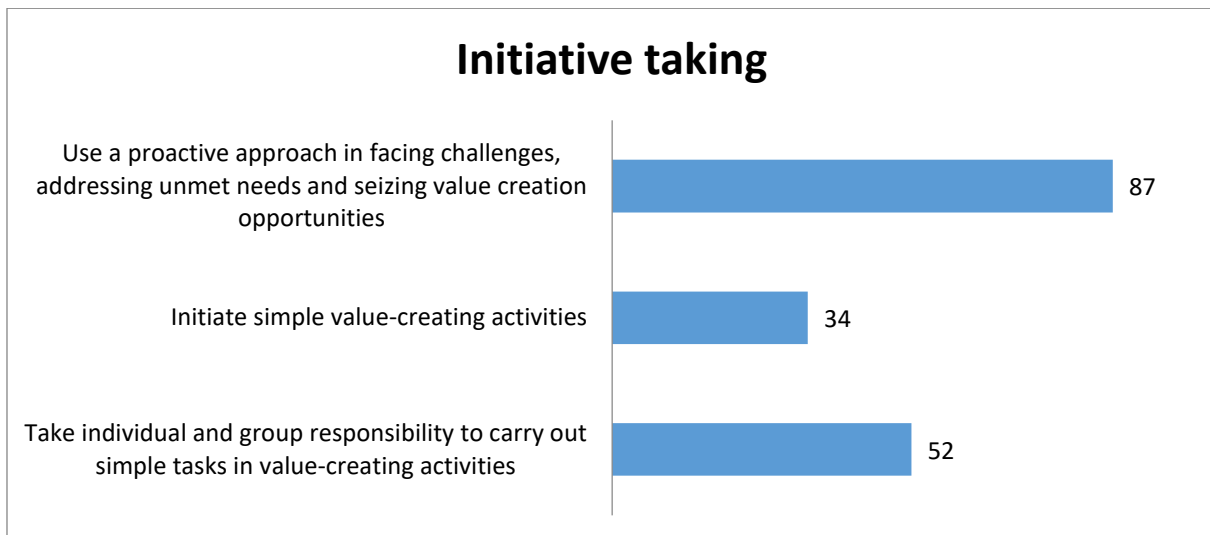 Initiative taking
Use a proactive approach in facing challenges,
addressing unmet needs and seizing value creation
opportunities
87
Initiate simple value-creating activities
34
Take individual and group responsibility to carry out
simple tasks in value-creating activities
52